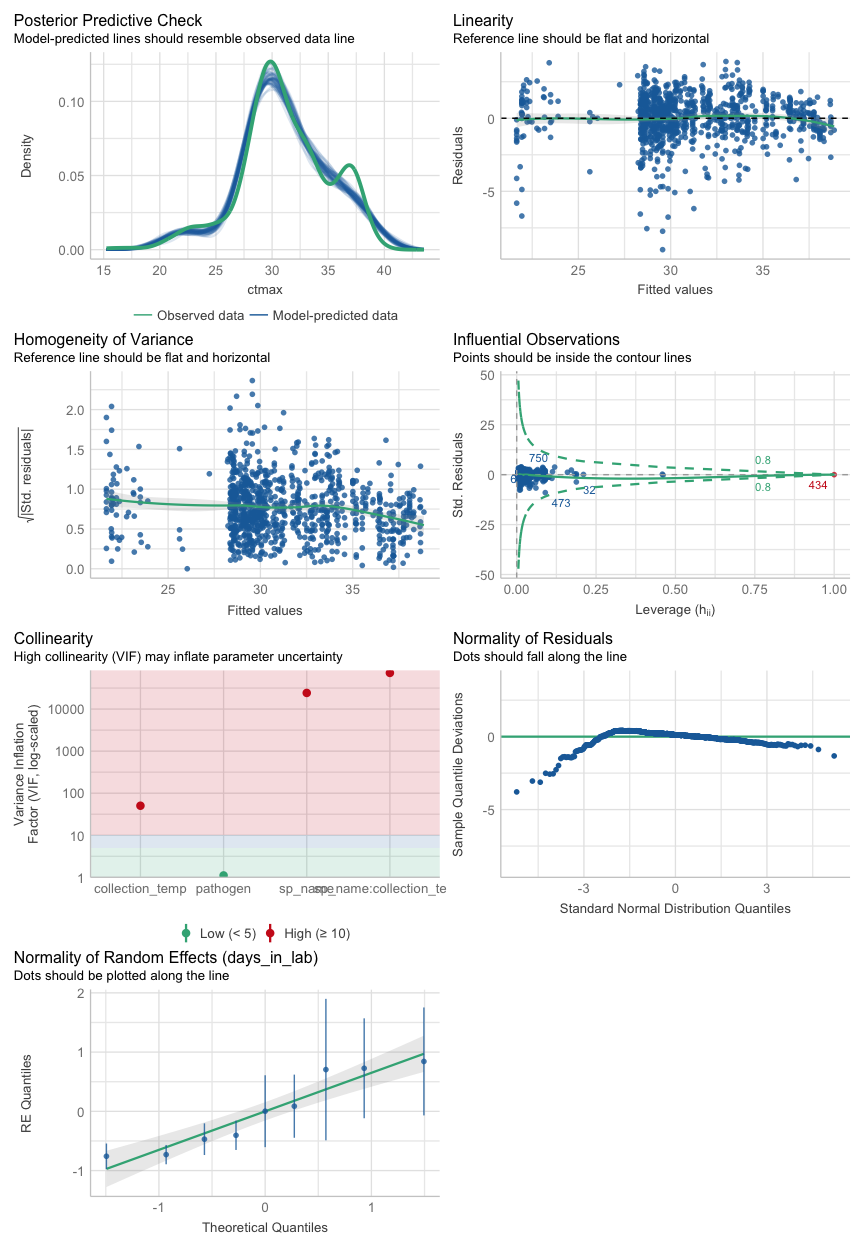 Posterior Predictive Check
Model-predicted lines should resemble observed data line
Density
0.10
0.05
0.00
15 20 25 30 35 40
ctmax
Observed data Model-predicted data
Linearity
Reference line should be flat and horizontal
Residuals
0
-5
25 30 35
Fitted values
Homogeneity of Variance
Reference line should be flat and horizontal
√|Std. residuals|
2.0
1.5
1.0
0.5
0.0
25 30 35
Fitted values
Influential Observations
Points should be inside the contour lines
Std. Residuals
50
25
0
-25
-50
750
6
32
473
0.8
0.8
434
0.00 0.25 0.50 0.75 1.00
Leverage (hᵢᵢ)
Collinearity
High collinearity (VIF) may inflate parameter uncertainty
Variance Inflation
Factor (VIF, log-scaled)
10000
1000
100
10
1
collection_temp pathogen sp_name sp_name:collection_te
Low (< 5) High (≥ 10)
Normality of Residuals
Dots should fall along the line
Sample Quantile Deviations
0
-5
-3 0 3
Standard Normal Distribution Quantiles
Normality of Random Effects (days_in_lab)
Dots should be plotted along the line
RE Quantiles
2
1
0
-1
-1 0 1
Theoretical Quantiles